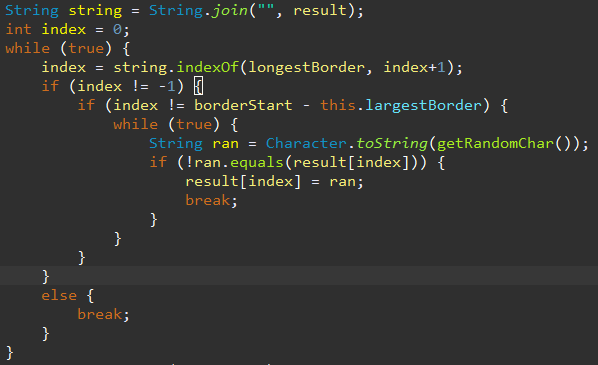 String string = String.join("", result);
int index = 0;
while (true) {
    index = string.indexOf(longestBorder, index+1);
    if (index != -1) {
        if (index != borderStart - this.largestBorder) {
            while (true) {
                String ran = Character.toString(getRandomChar());
                if (!ran.equals(result[index])) {
                    result[index] = ran;
                    break;
                }
            }
        }
    }
    else {
        break;
    }
}